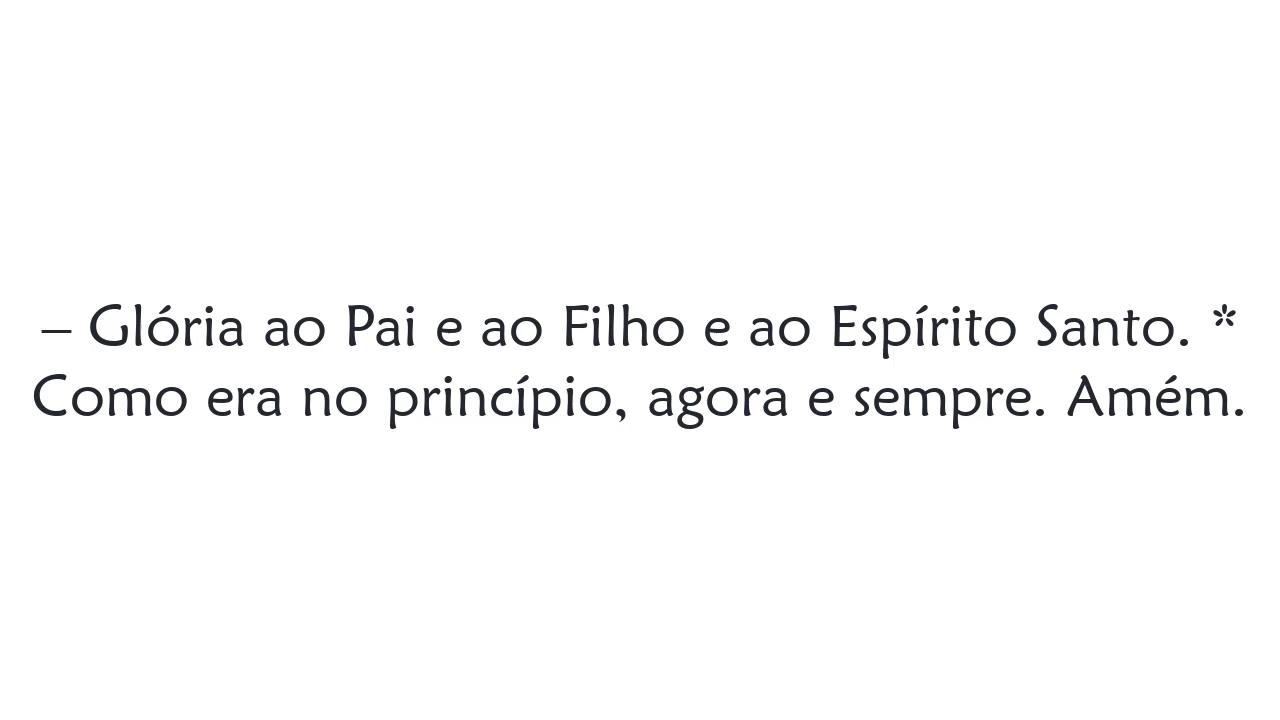 – Glória ao Pai e ao Filho e ao Espírito Santo. *
Como era no princípio, agora e sempre. Amém.